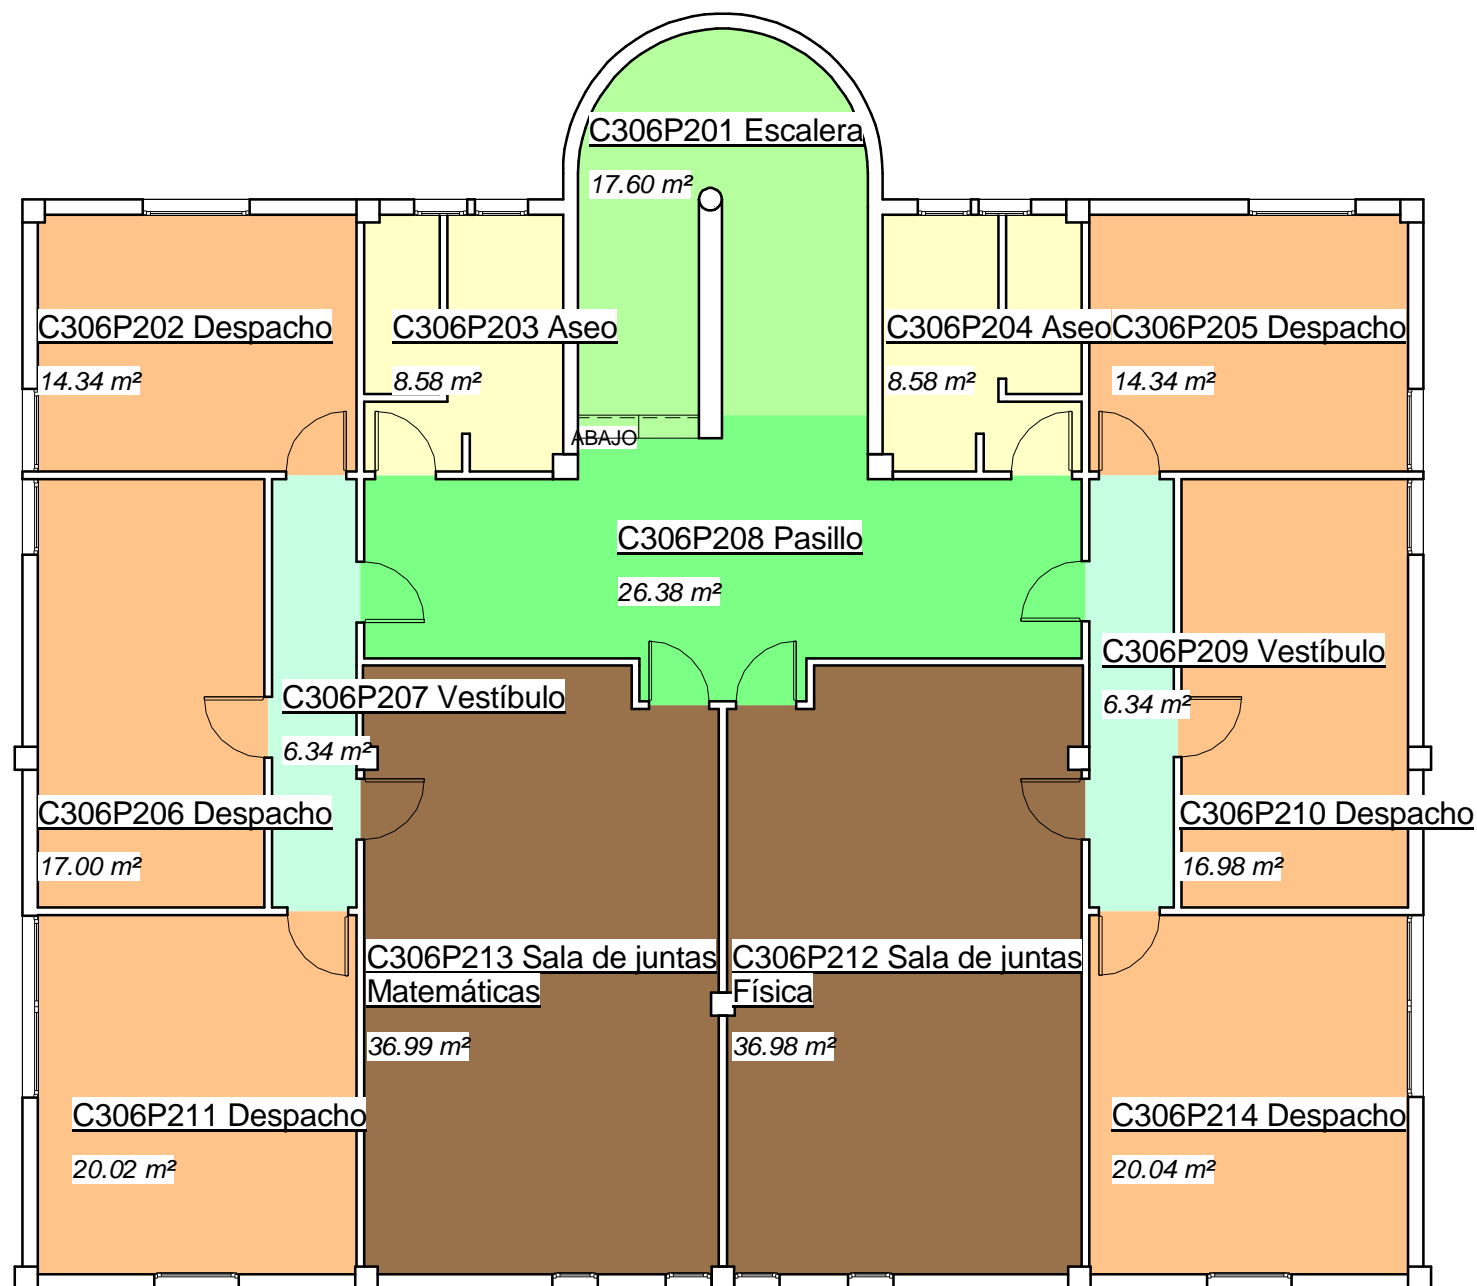 C306P201 Escalera
17.60 m²
C306P202 Despacho
14.34 m²
C306P203 Aseo
8.58 m²
C306P204 Aseo
8.58 m²
C306P205 Despacho
14.34 m²
ABAJO
C306P208 Pasillo
26.38 m²
C306P207 Vestíbulo
6.34 m²
C306P209 Vestíbulo
6.34 m²
C306P206 Despacho
17.00 m²
C306P210 Despacho
16.98 m²
C306P213 Sala de juntas
Matemáticas
36.99 m²
C306P212 Sala de juntas
Física
36.98 m²
C306P211 Despacho
20.02 m²
C306P214 Despacho
20.04 m²